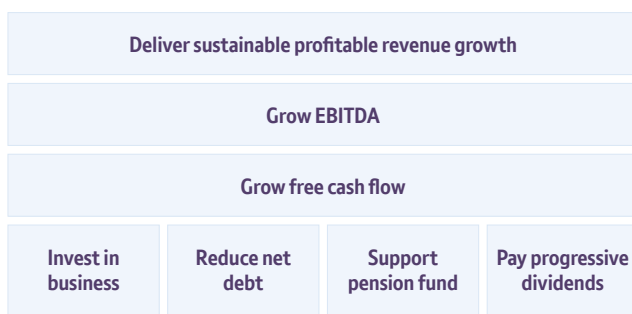 Deliver sustainable profitable revenue growth
Grow EBITDA
Grow free cash flow
Invest in
business
Reduce net
debt
Support
pension fund
Pay progressive
dividends